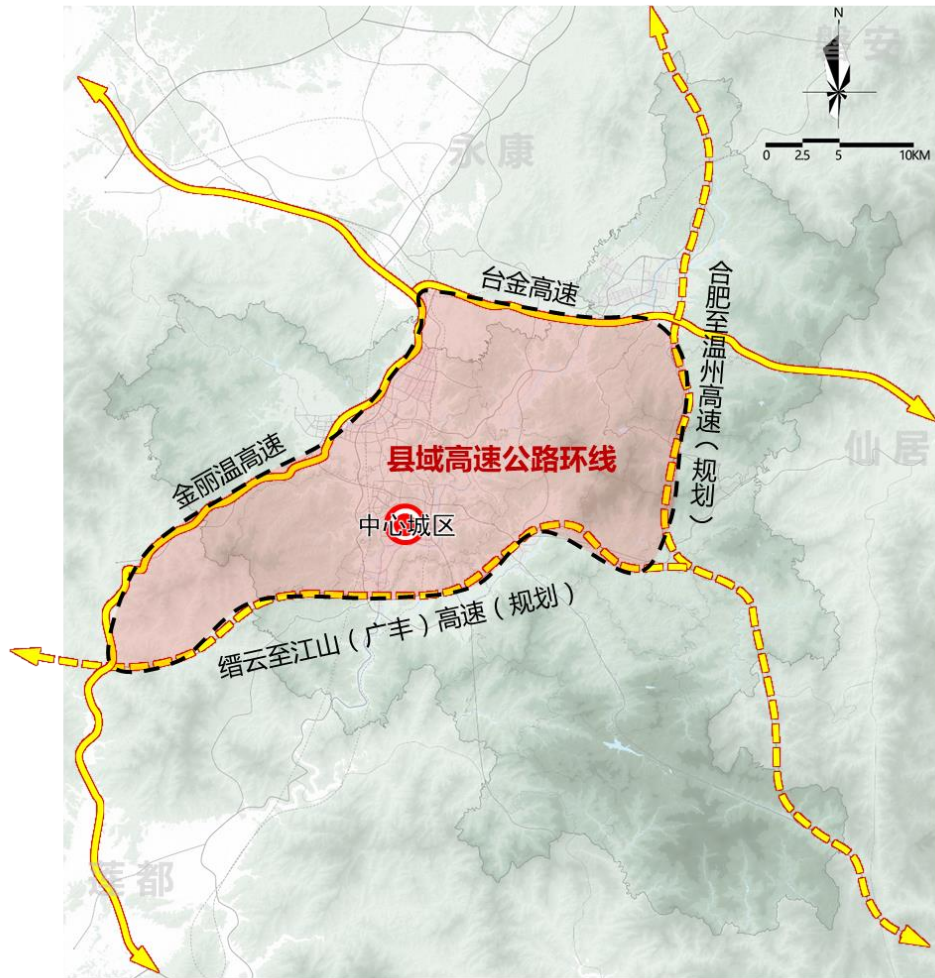 N
磐安
0 2.5 5 10KM
永康
台金高速
合肥至温州高速（规划）
仙居
县域高速公路环线
金丽温高速
中心城区
缙云至江山（广丰）高速（规划）
莲都